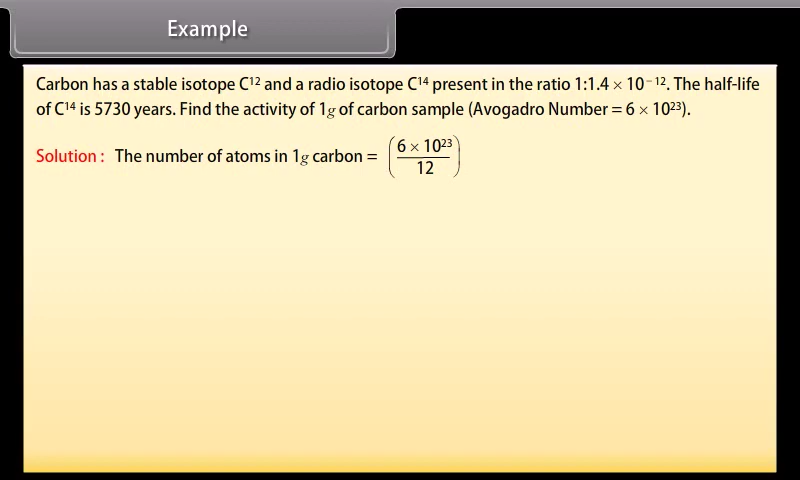 Example
Carbon has a stable isotope C¹² and a radio isotope C¹⁴ present in the ratio 1:1.4 × 10⁻¹². The half-life
of C¹⁴ is 5730 years. Find the activity of 1g of carbon sample (Avogadro Number = 6 × 10²³).
Solution : The number of atoms in 1g carbon = (6 × 10²³ / 12)